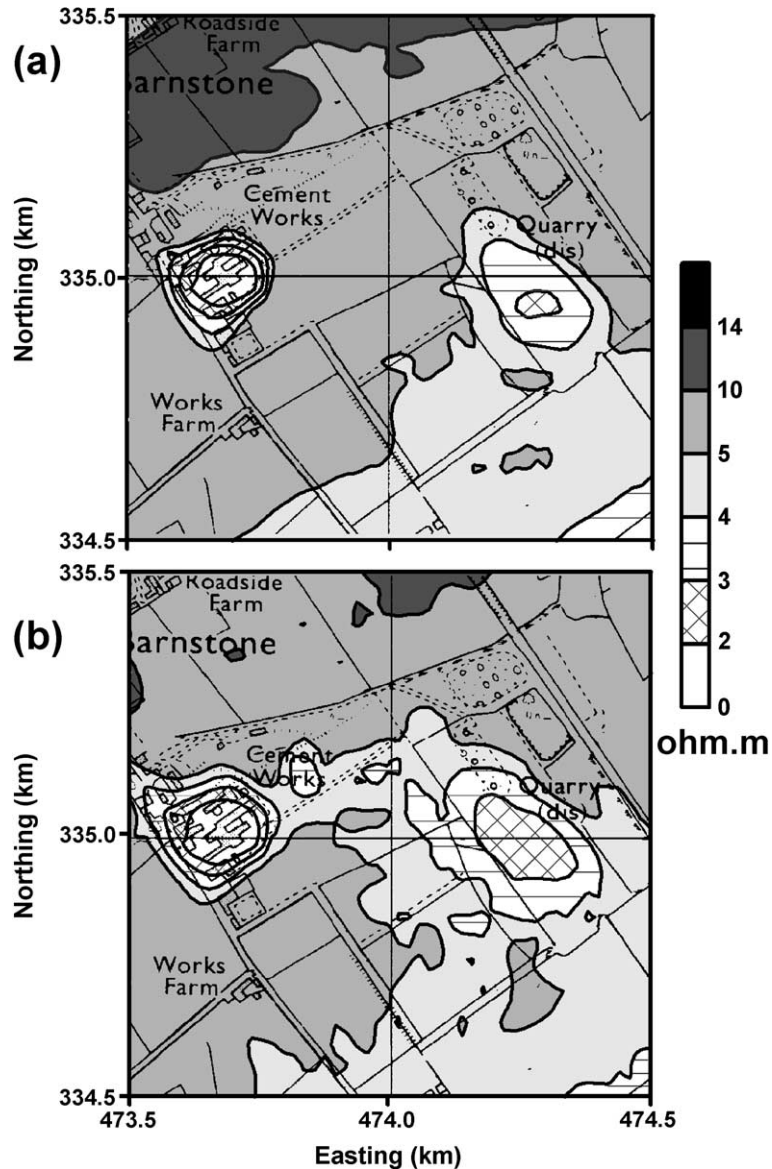 335.5
(a)
Roadside
Farm
Barnstone
Cement
Works
Quarry
(dis)
Works
Farm
335.0
334.5
Northing (km)
335.5
(b)
Roadside
Farm
Barnstone
Cement
Works
Quarry
(dis)
Works
Farm
335.0
334.5
Northing (km)
473.5
474.0
474.5
Easting (km)
14
10
5
4
3
2
0
ohm.m